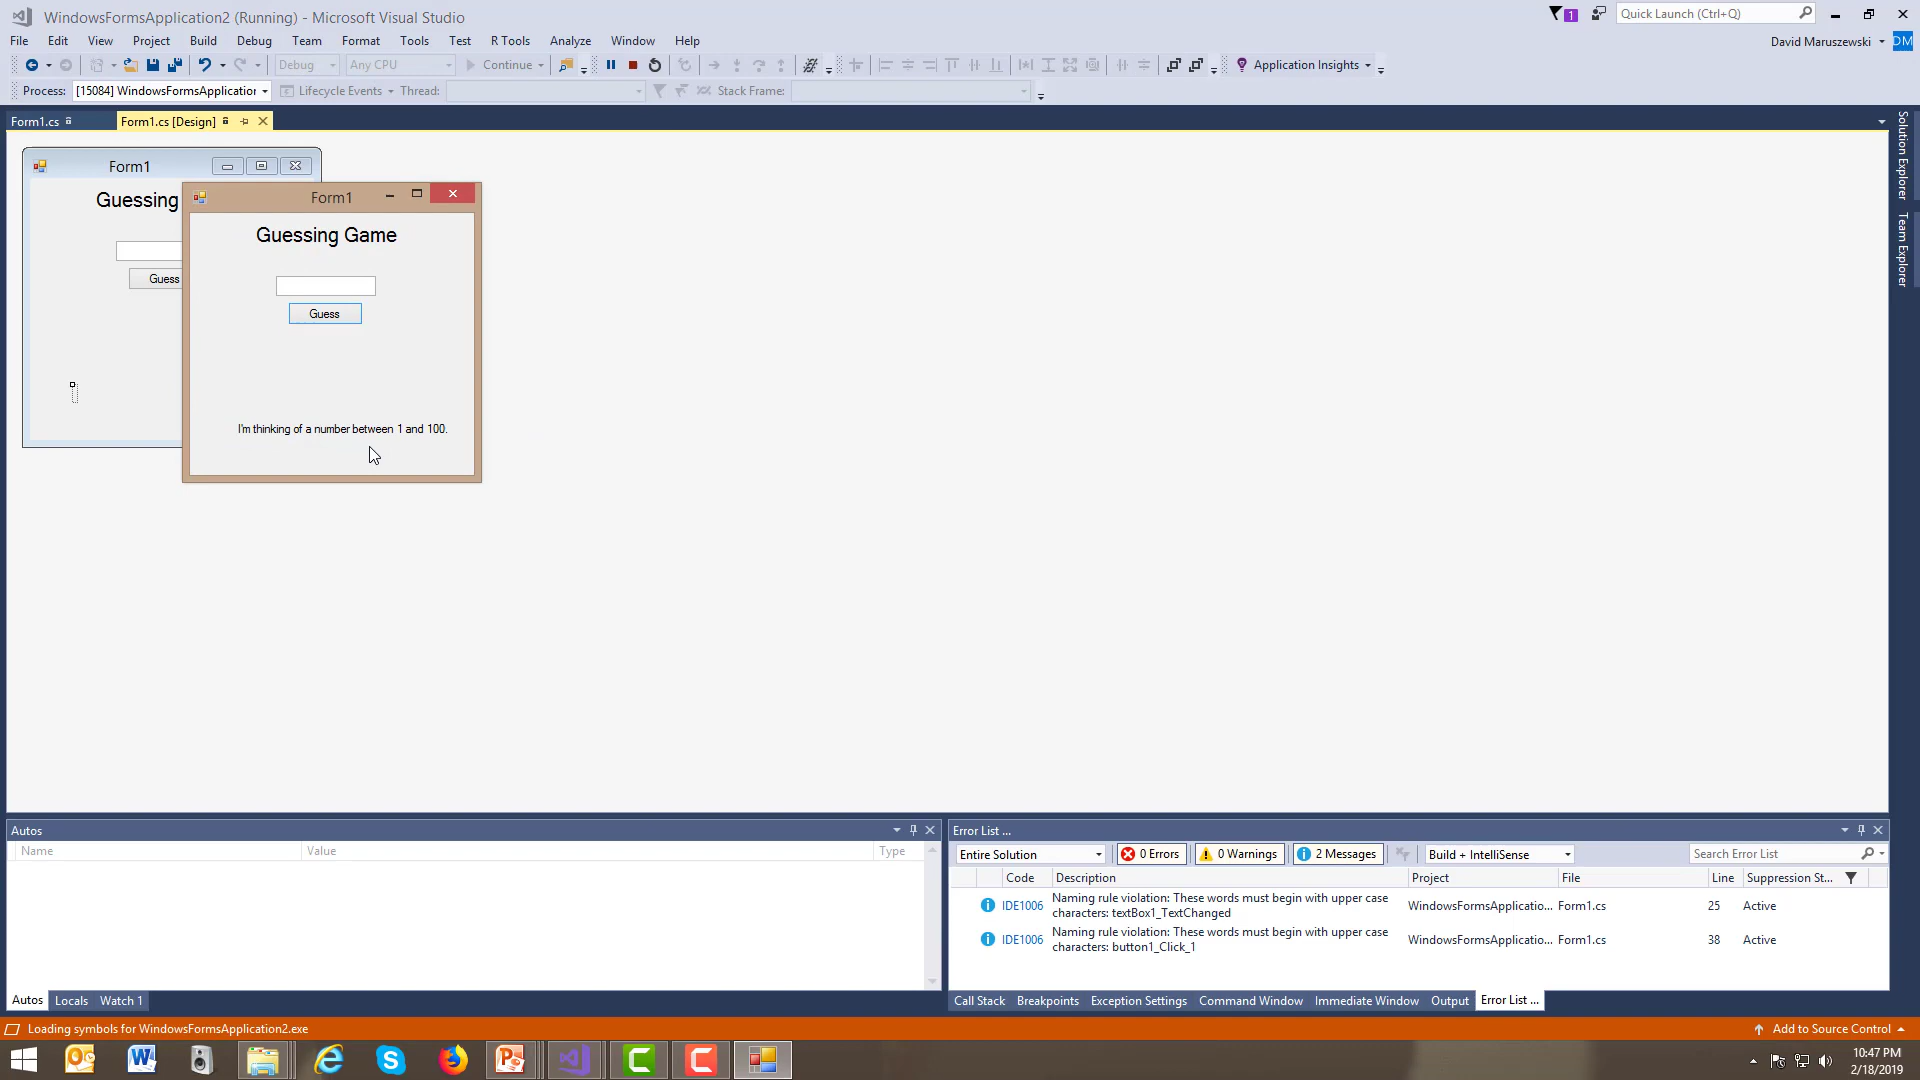 WindowsFormsApplication2 (Running) - Microsoft Visual Studio
1
Quick Launch (Ctrl+Q)
File Edit View Project Build Debug Team Format Tools Test R Tools Analyze Window Help
David Maruszewski DM
Debug Any CPU Continue Application Insights
Process: [15084] WindowsFormsApplication Lifecycle Events Thread: Stack Frame:
Form1.cs Form1.cs [Design]
Solution Explorer
Team Explorer
Form1
Guessing
Guess
Form1
Guessing Game
Guess
I'm thinking of a number between 1 and 100.
Autos
Name Value Type
Autos Locals Watch 1
Error List ...
Entire Solution 0 Errors 0 Warnings 2 Messages Build + IntelliSense Search Error List
Code Description Project File Line Suppression St...
IDE1006 Naming rule violation: These words must begin with upper case characters: textBox1_TextChanged WindowsFormsApplicatio... Form1.cs 25 Active
IDE1006 Naming rule violation: These words must begin with upper case characters: button1_Click_1 WindowsFormsApplicatio... Form1.cs 38 Active
Call Stack Breakpoints Exception Settings Command Window Immediate Window Output Error List ...
Loading symbols for WindowsFormsApplication2.exe
Add to Source Control
10:47 PM
2/18/2019